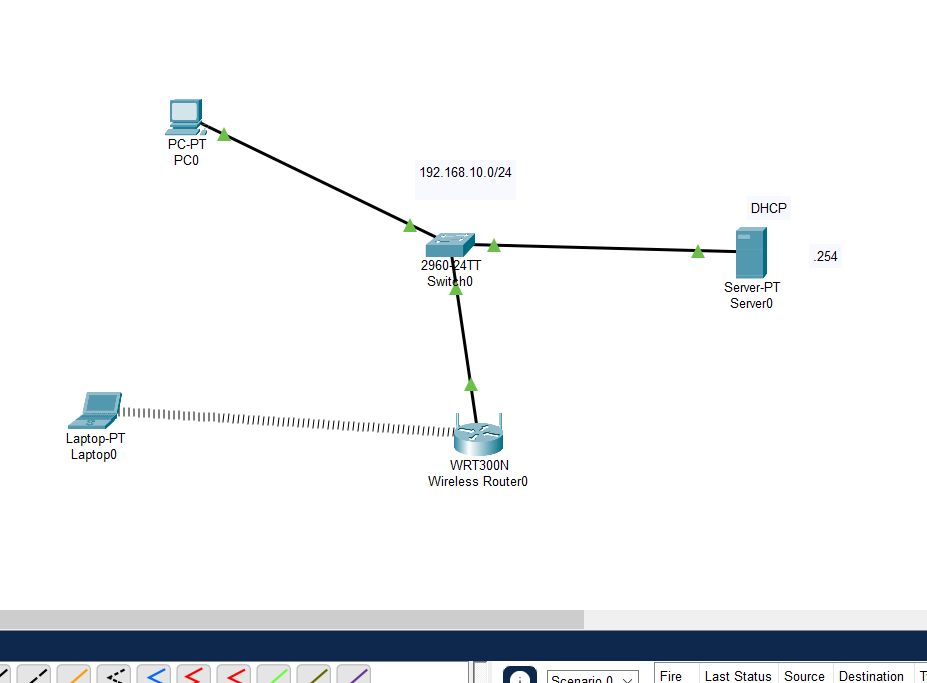 PC-PT
PC0
192.168.10.0/24
DHCP
2960-24TT
Switch0
.254
Server-PT
Server0
Laptop-PT
Laptop0
WRT300N
Wireless Router0
Scenario 0
Fire Last Status Source Destination